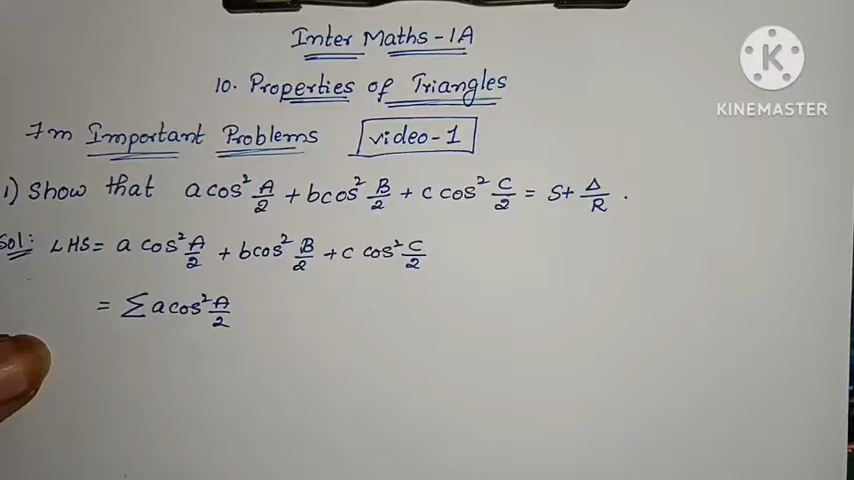 Inter Maths - 1A
10. Properties of Triangles
7m Important Problems video-1
1) Show that a cos² A/2 + b cos² B/2 + c cos² C/2 = S + Δ/R .
Sol: LHS = a cos² A/2 + b cos² B/2 + c cos² C/2
= Σ a cos² A/2
K
KINEMASTER